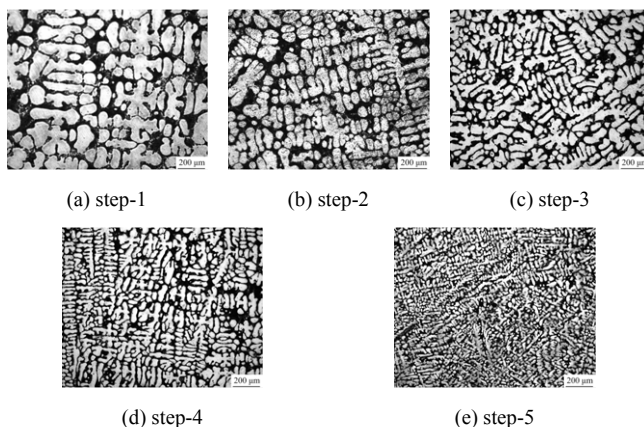 200 μm
200 μm
200 μm
(a) step-1
(b) step-2
(c) step-3
200 μm
200 μm
(d) step-4
(e) step-5